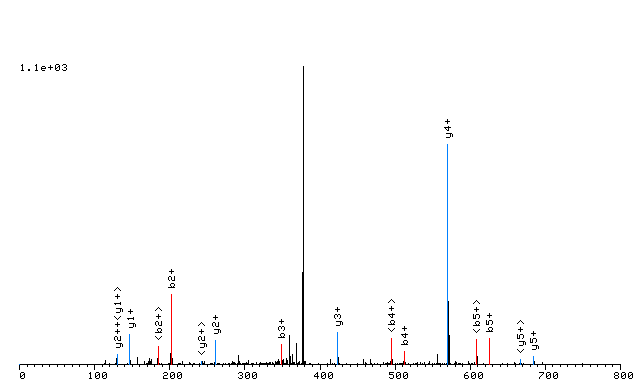 1.1e+03
y4+
y1+^
y2++<
y1+
b2+^
b2+
y2+^
y2+
b3+
y3+
b4+^
b4+
b5+^
b5+
y5+^
y5+
0 100 200 300 400 500 600 700 800